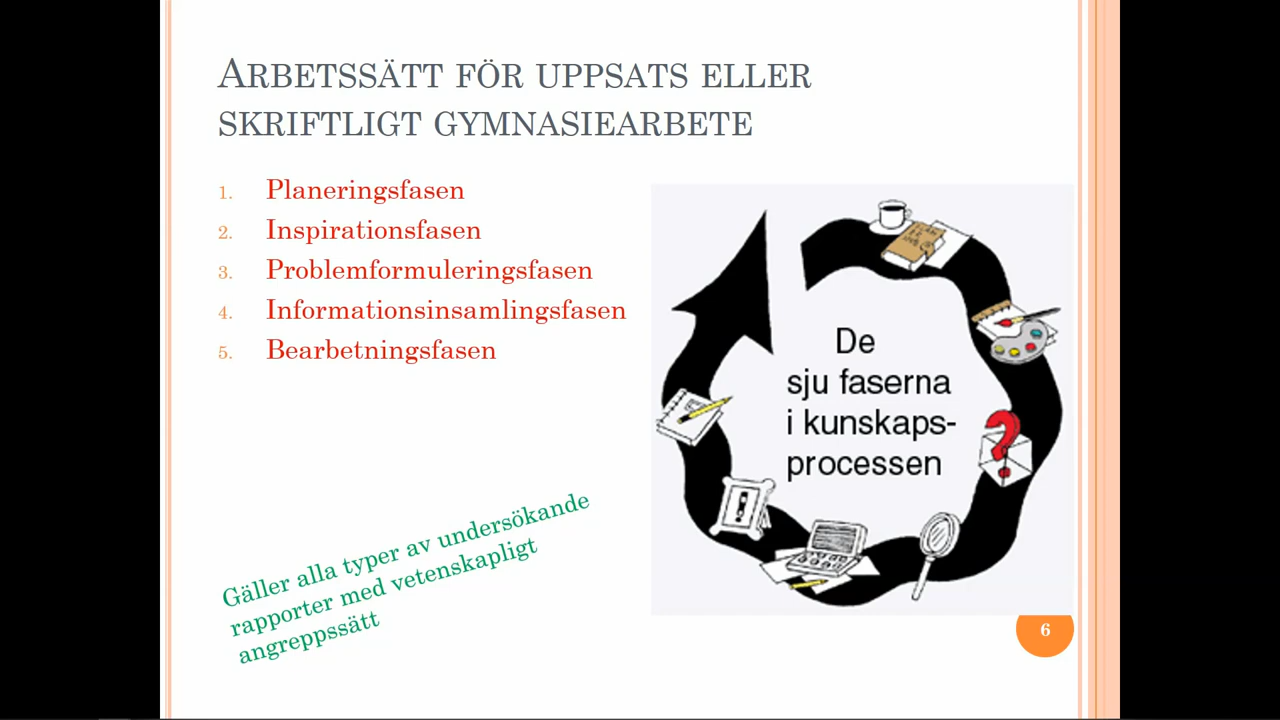 Arbetssätt för uppsats eller
skriftligt gymnasiearbete
1. Planeringsfasen
2. Inspirationsfasen
3. Problemformuleringsfasen
4. Informationsinsamlingsfasen
5. Bearbetningsfasen
De
sju faserna
i kunskaps-
processen
Gäller alla typer av undersökande
rapporter med vetenskapligt
angreppssätt
6